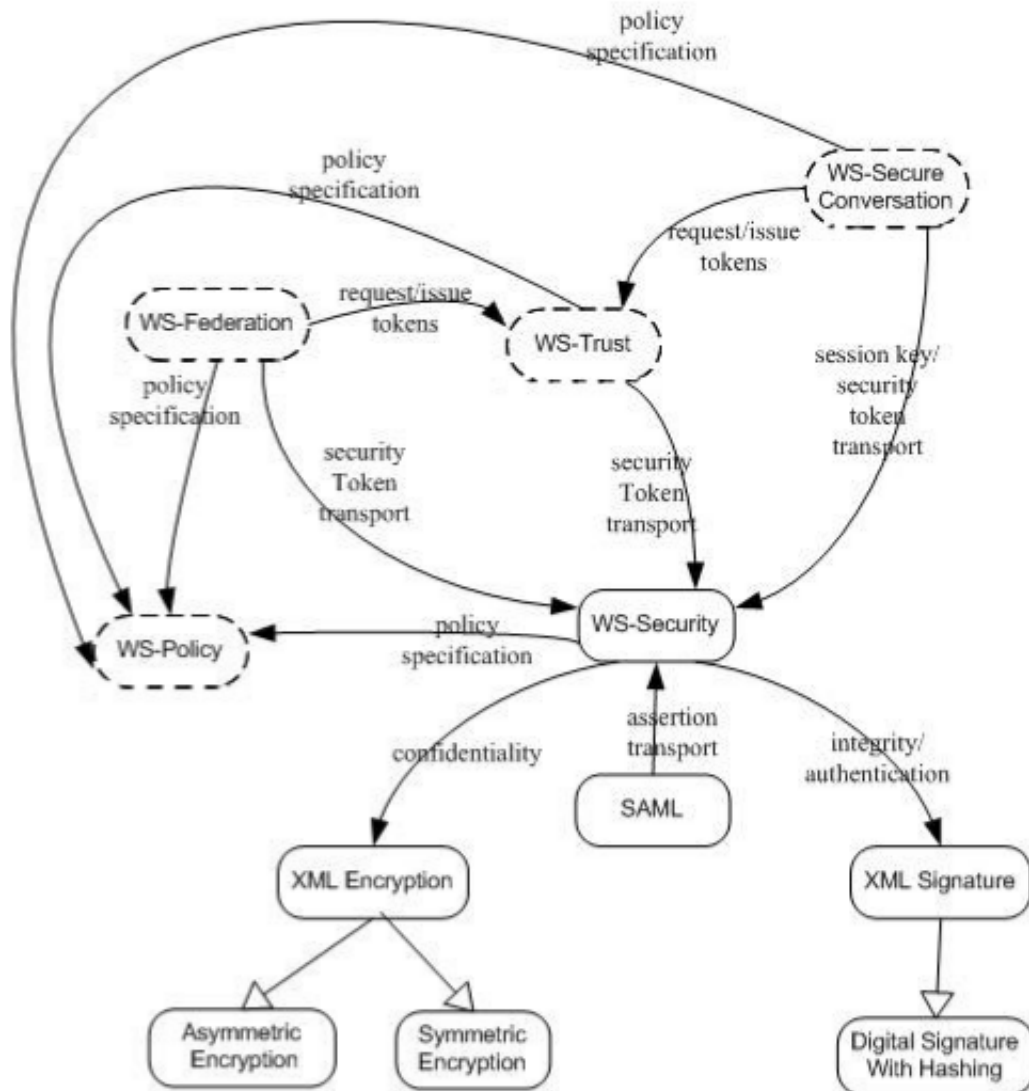 policy
specification
policy
specification
WS-Secure
Conversation
request/issue
tokens
WS-Federation
request/issue
tokens
WS-Trust
policy
specification
session key/
security
token
transport
security
Token
transport
security
Token
transport
WS-Policy
policy
specification
WS-Security
confidentiality
assertion
transport
integrity/
authentication
SAML
XML Encryption
XML Signature
Asymmetric
Encryption
Symmetric
Encryption
Digital Signature
With Hashing